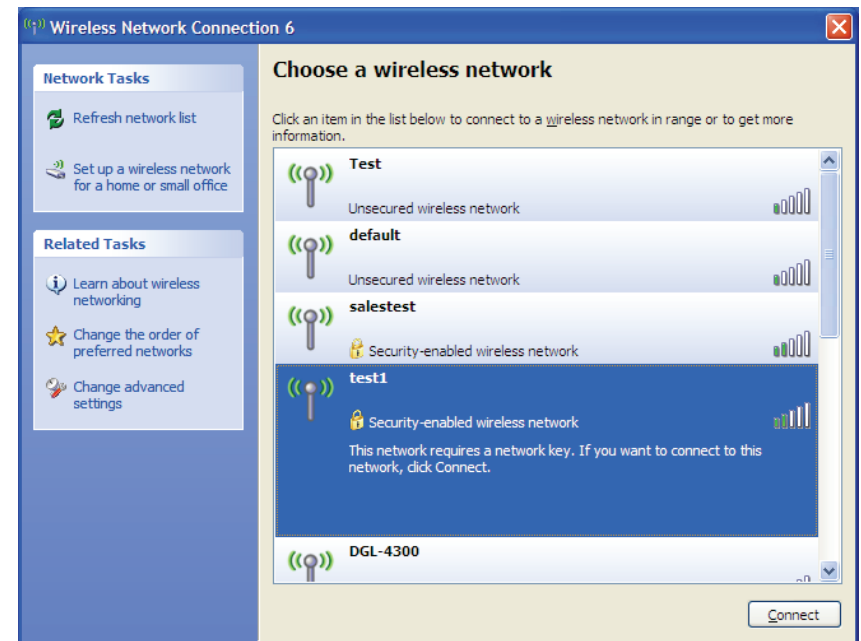 Wireless Network Connection 6
Network Tasks
Refresh network list
Set up a wireless network
for a home or small office
Related Tasks
Learn about wireless
networking
Change the order of
preferred networks
Change advanced
settings
Choose a wireless network
Click an item in the list below to connect to a wireless network in range or to get more
information.
Test
Unsecured wireless network
default
Unsecured wireless network
salestest
Security-enabled wireless network
test1
Security-enabled wireless network
This network requires a network key. If you want to connect to this
network, click Connect.
DGL-4300
Connect